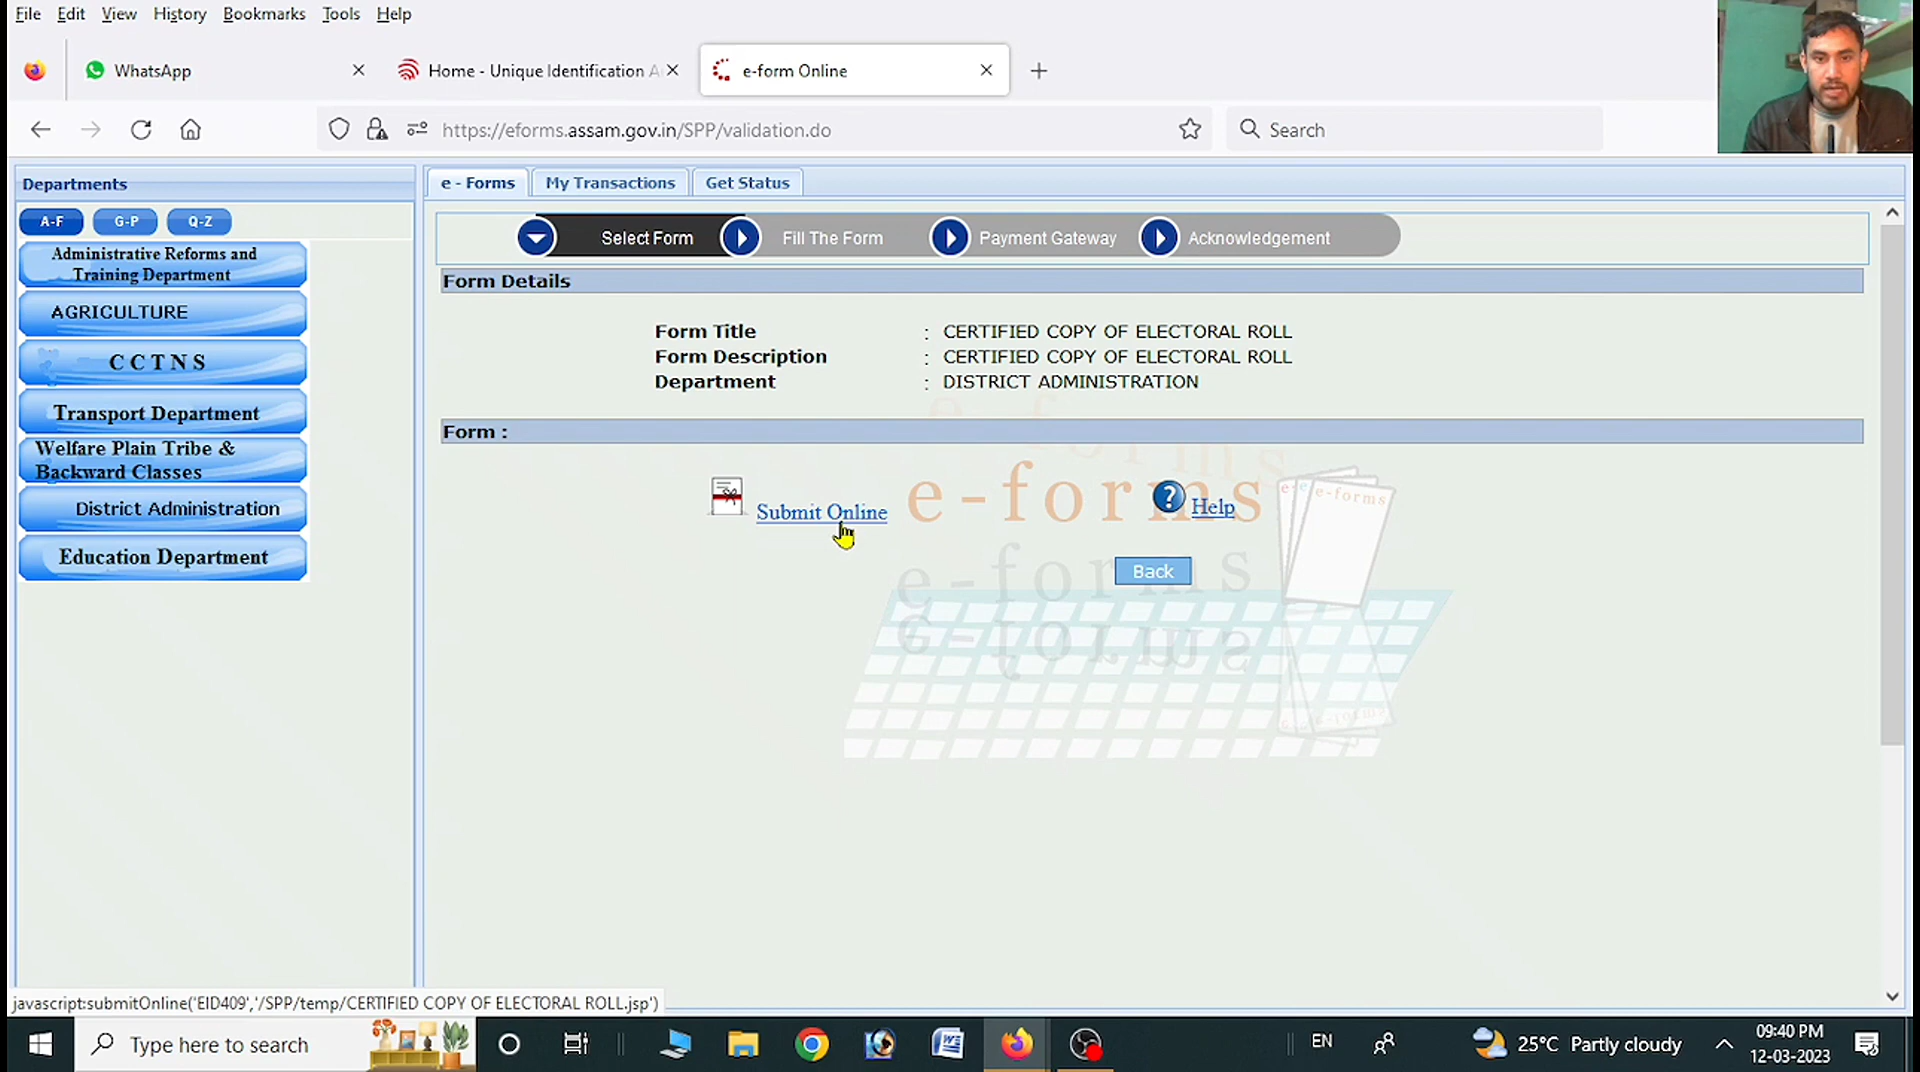 File Edit View History Bookmarks Tools Help
WhatsApp
Home - Unique Identification A
e-form Online
https://eforms.assam.gov.in/SPP/validation.do
Search
Departments
A-F G-P Q-Z
Administrative Reforms and
Training Department
AGRICULTURE
C C T N S
Transport Department
Welfare Plain Tribe &
Backward Classes
District Administration
Education Department
e - Forms My Transactions Get Status
Select Form Fill The Form Payment Gateway Acknowledgement
Form Details
Form Title : CERTIFIED COPY OF ELECTORAL ROLL
Form Description : CERTIFIED COPY OF ELECTORAL ROLL
Department : DISTRICT ADMINISTRATION
Form :
Submit Online
e-forms
Help
e-forms
Back
e-forms
javascript:submitOnline('EID409','/SPP/temp/CERTIFIED COPY OF ELECTORAL ROLL.jsp')
Type here to search
EN
25°C Partly cloudy
09:40 PM
12-03-2023